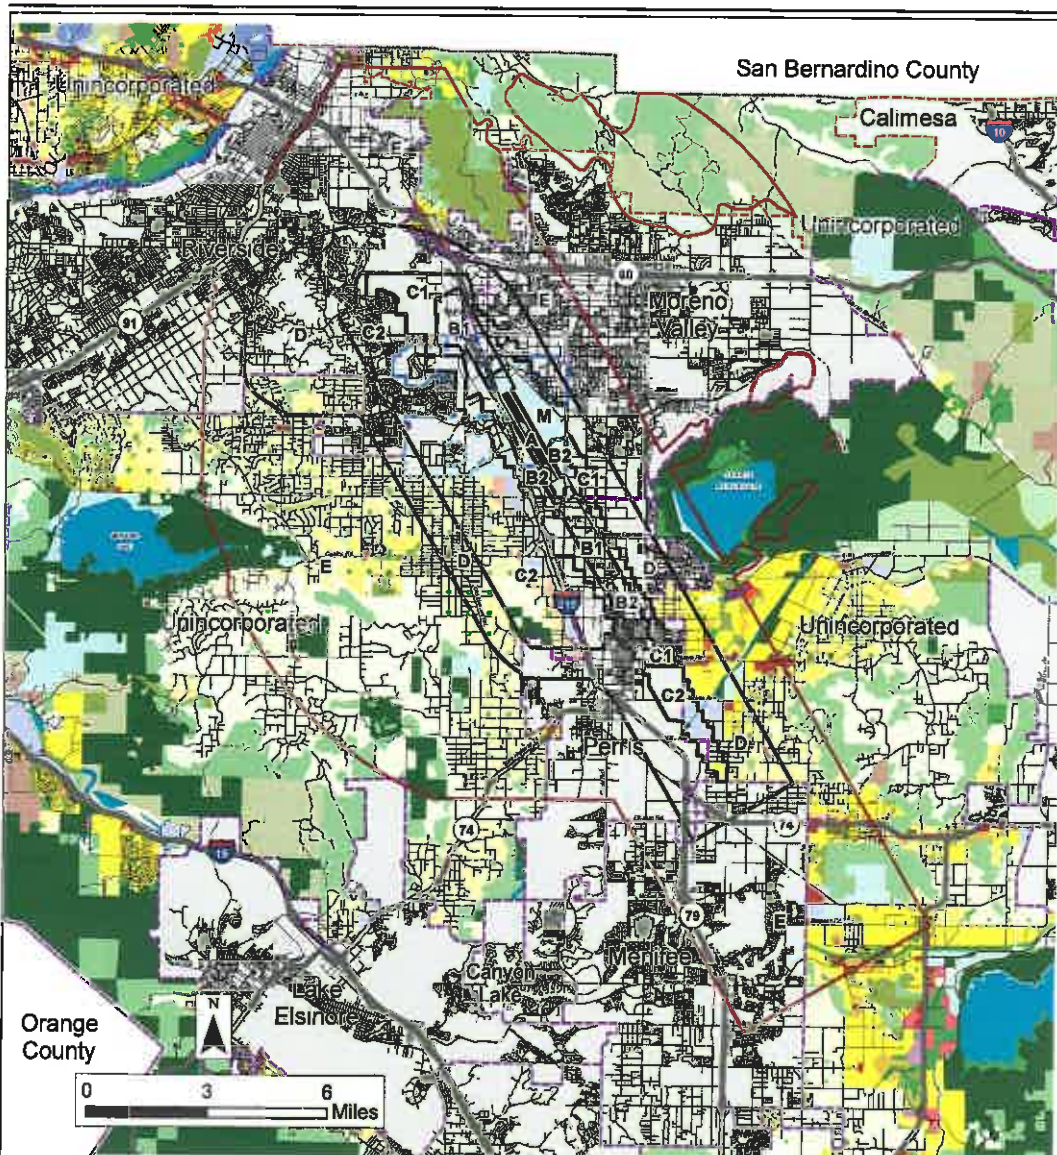 San Bernardino County
Unincorporated
Calimesa
10
Unincorporated
Riverside
60
C1
E
Moreno
Valley
B1
91
D
C2
M
A
B2
B2
C1
B1
E
D
C2
D
B2
Unincorporated
Unincorporated
C1
C2
Perris
D
74
74
15
79
E
Menifee
Canyon
Lake
Lake
Elsinore
N
Orange
County
0 3 6
Miles